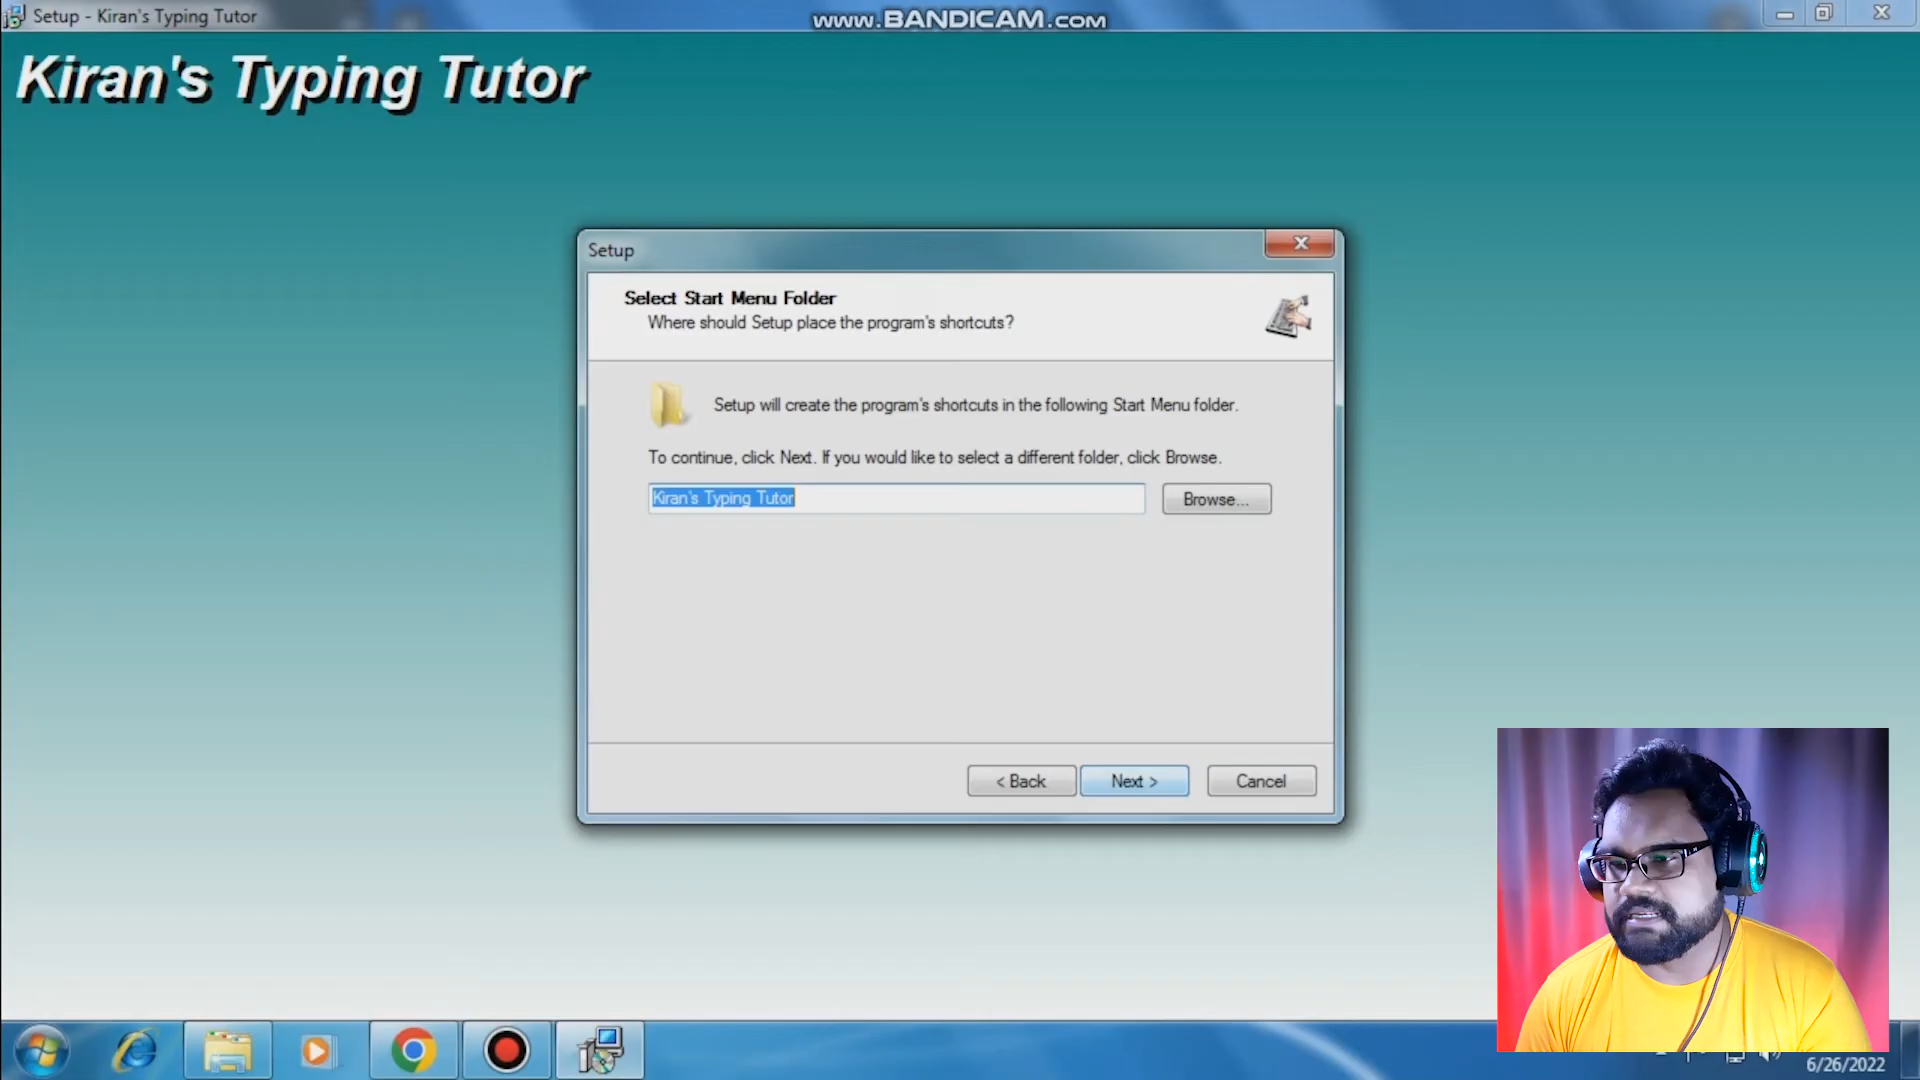 Setup - Kiran's Typing Tutor
www.BANDICAM.com
Kiran's Typing Tutor
Setup
Select Start Menu Folder
Where should Setup place the program's shortcuts?
Setup will create the program's shortcuts in the following Start Menu folder.
To continue, click Next. If you would like to select a different folder, click Browse.
Kiran's Typing Tutor
Browse...
< Back
Next >
Cancel
6/26/2022